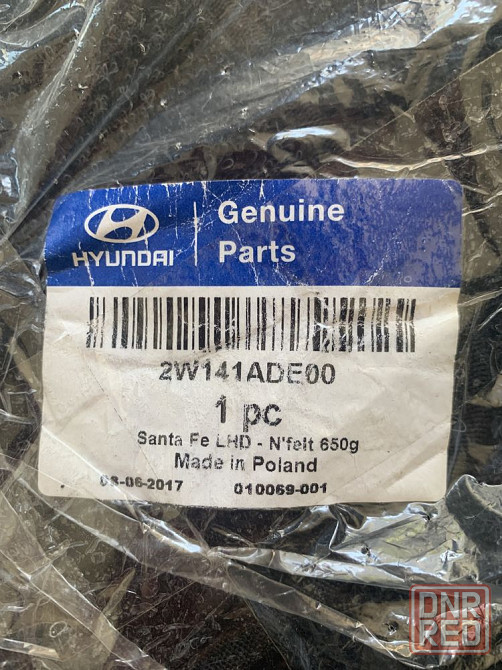 HYUNDAI
Genuine
Parts
2W141ADE00
1 pc
Santa Fe LHD - N'felt 650g
Made in Poland
08-06-2017 010069-001
DNR
RED